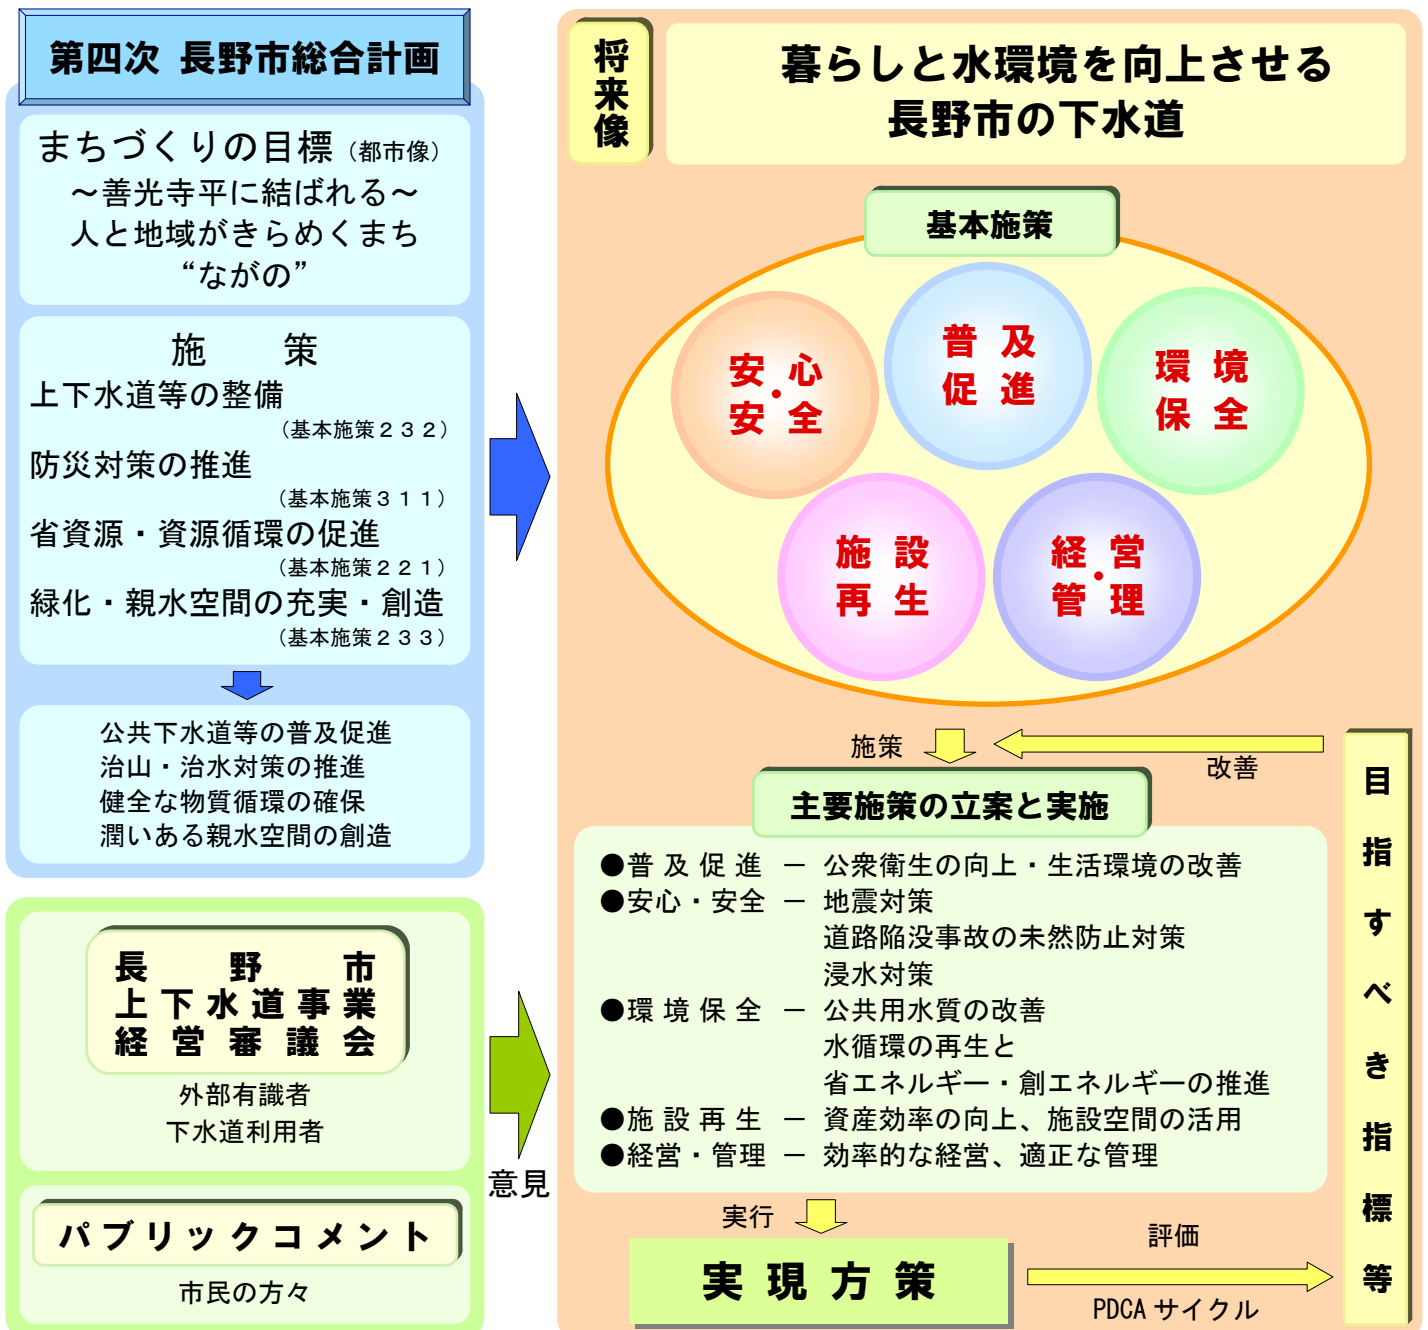 第四次 長野市総合計画
まちづくりの目標（都市像）
～善光寺平に結ばれる～
人と地域がきらめくまち
“ながの”
施　策
上下水道等の整備
（基本施策２３２）
防災対策の推進
（基本施策３１１）
省資源・資源循環の促進
（基本施策２２１）
緑化・親水空間の充実・創造
（基本施策２３３）
公共下水道等の普及促進
治山・治水対策の推進
健全な物質循環の確保
潤いある親水空間の創造
長野市
上下水道事業
経営審議会
外部有識者
下水道利用者
パブリックコメント
市民の方々
意見
将来像
暮らしと水環境を向上させる
長野市の下水道
基本施策
安心・
安全
普及
促進
環境
保全
施設
再生
経営・
管理
施策
改善
主要施策の立案と実施
●普及促進 － 公衆衛生の向上・生活環境の改善
●安心・安全 － 地震対策
道路陥没事故の未然防止対策
浸水対策
●環境保全 － 公共用水質の改善
水循環の再生と
省エネルギー・創エネルギーの推進
●施設再生 － 資産効率の向上、施設空間の活用
●経営・管理 － 効率的な経営、適正な管理
実行
実現方策
評価
PDCA サイクル
目指すべき指標等